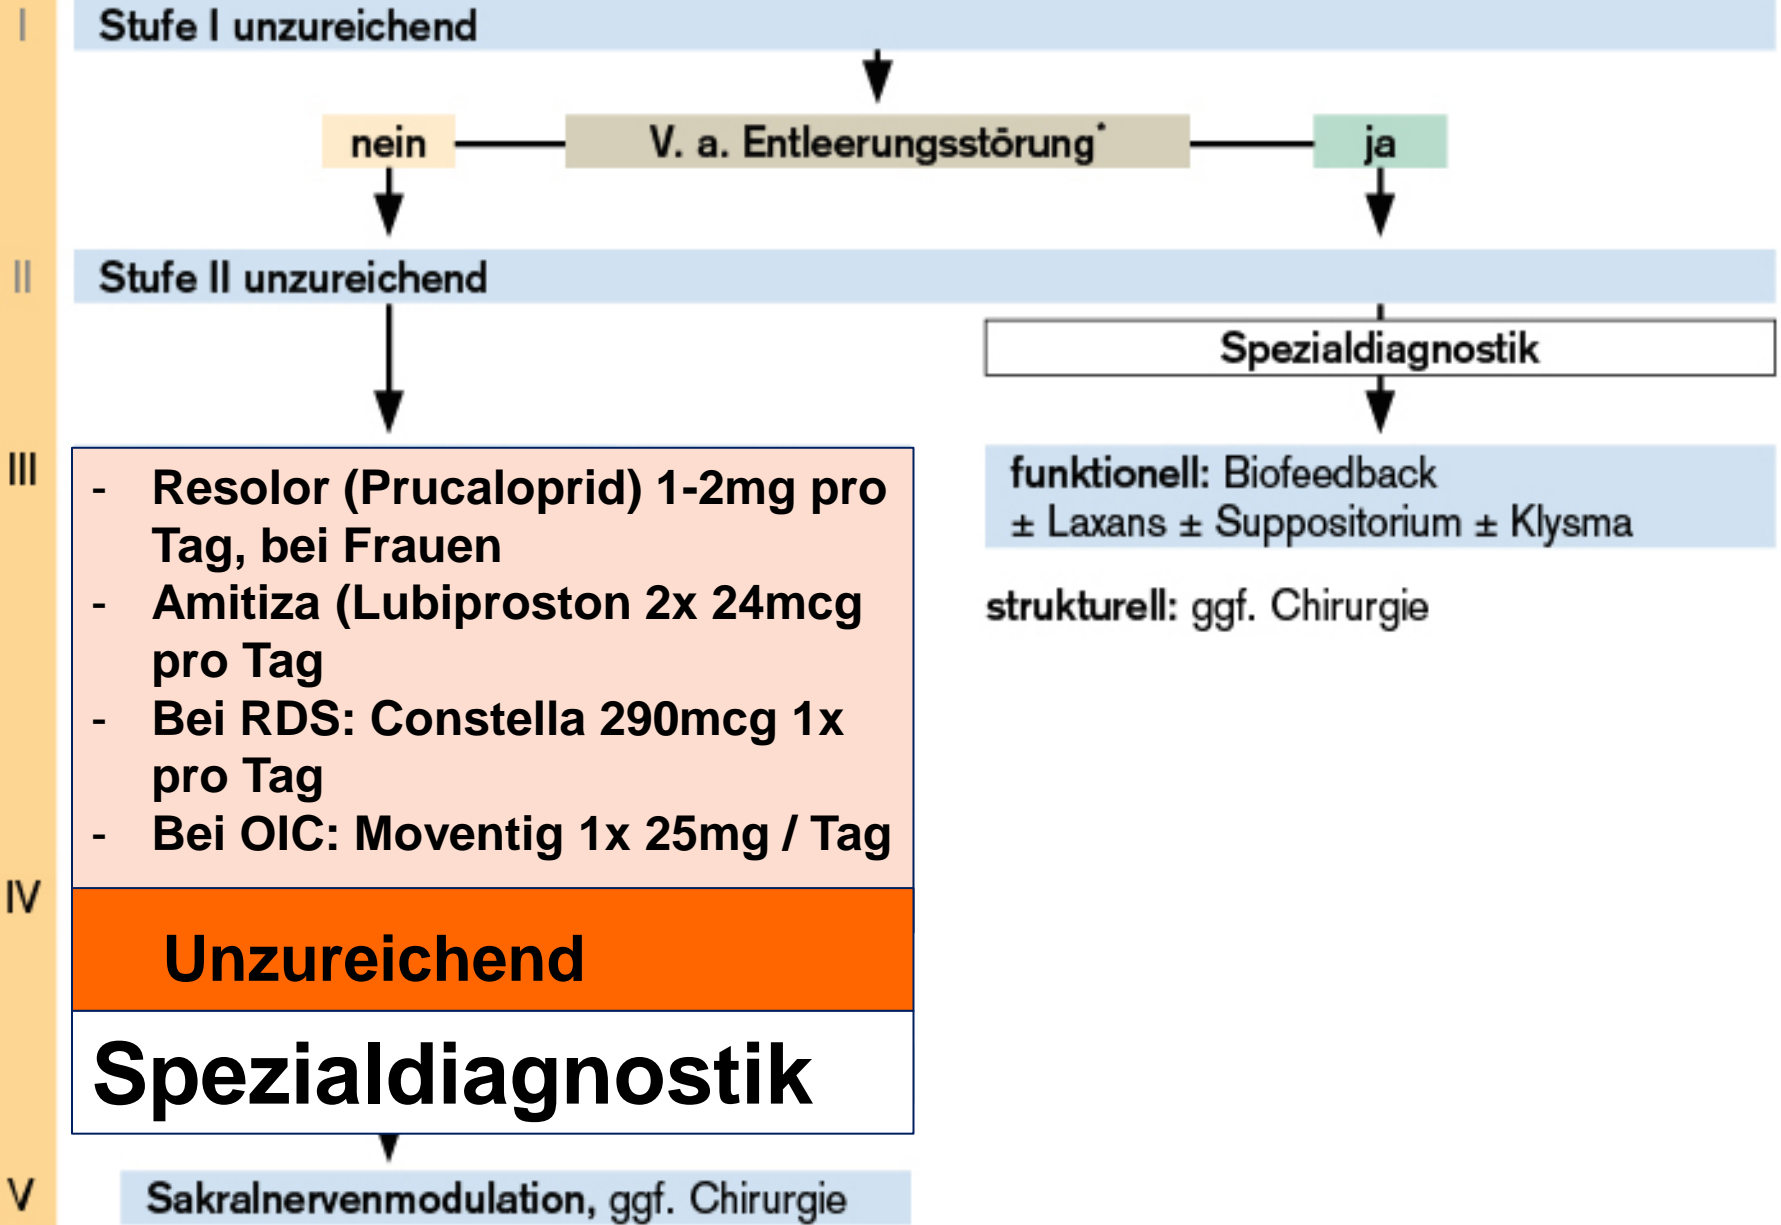 I
Stufe I unzureichend
nein
V. a. Entleerungsstörung*
ja
II
Stufe II unzureichend
Spezialdiagnostik
III
- Resolor (Prucaloprid) 1-2mg pro
Tag, bei Frauen
- Amitiza (Lubiproston 2x 24mcg
pro Tag
- Bei RDS: Constella 290mcg 1x
pro Tag
- Bei OIC: Moventig 1x 25mg / Tag
funktionell: Biofeedback
± Laxans ± Suppositorium ± Klysma
strukturell: ggf. Chirurgie
IV
Unzureichend
Spezialdiagnostik
V
Sakralnervenmodulation, ggf. Chirurgie